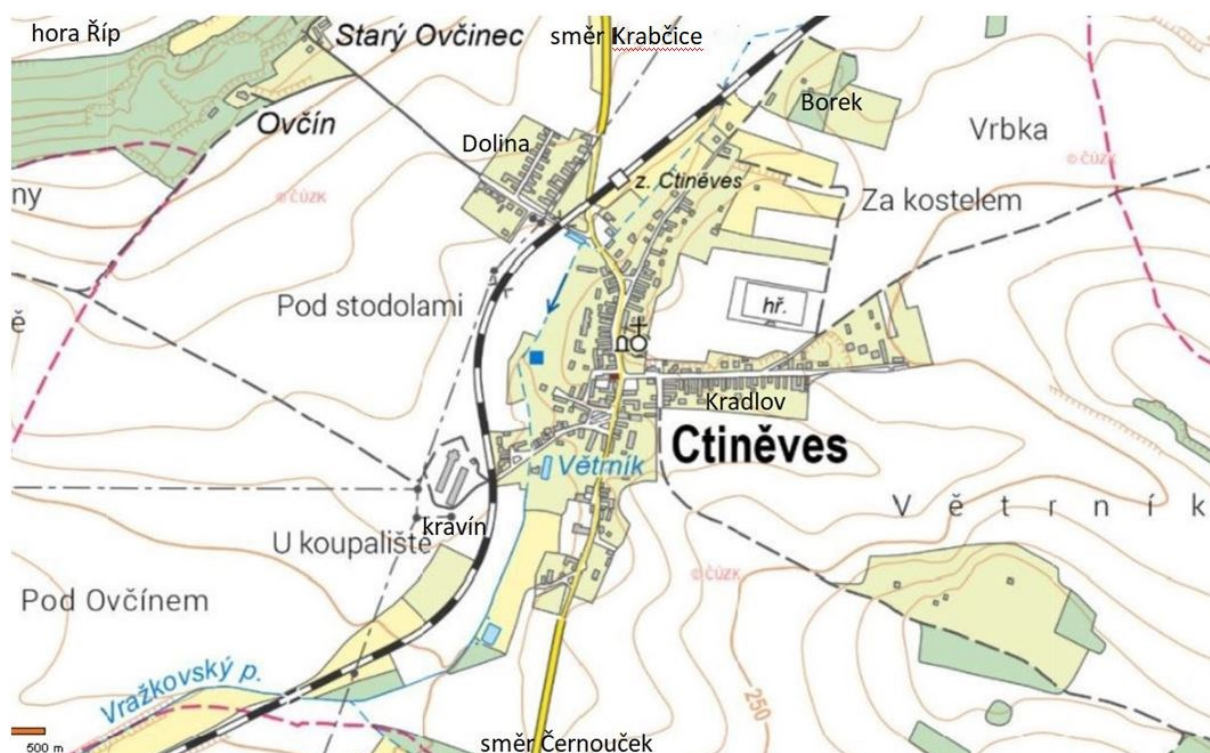 hora Říp
Starý Ovčinec
směr Krabčice
Ovčín
Dolina
Borek
Vrbka
© ČÚZK
ny
© ČÚZK
z. Ctiněves
Za kostelem
Pod stodolami
hř.
ě
Kradlov
Ctiněves
Větrník
Větrník
kravín
U koupaliště
© ČÚZK
Pod Ovčínem
Vražkovský p.
250
500 m
směr Černouček